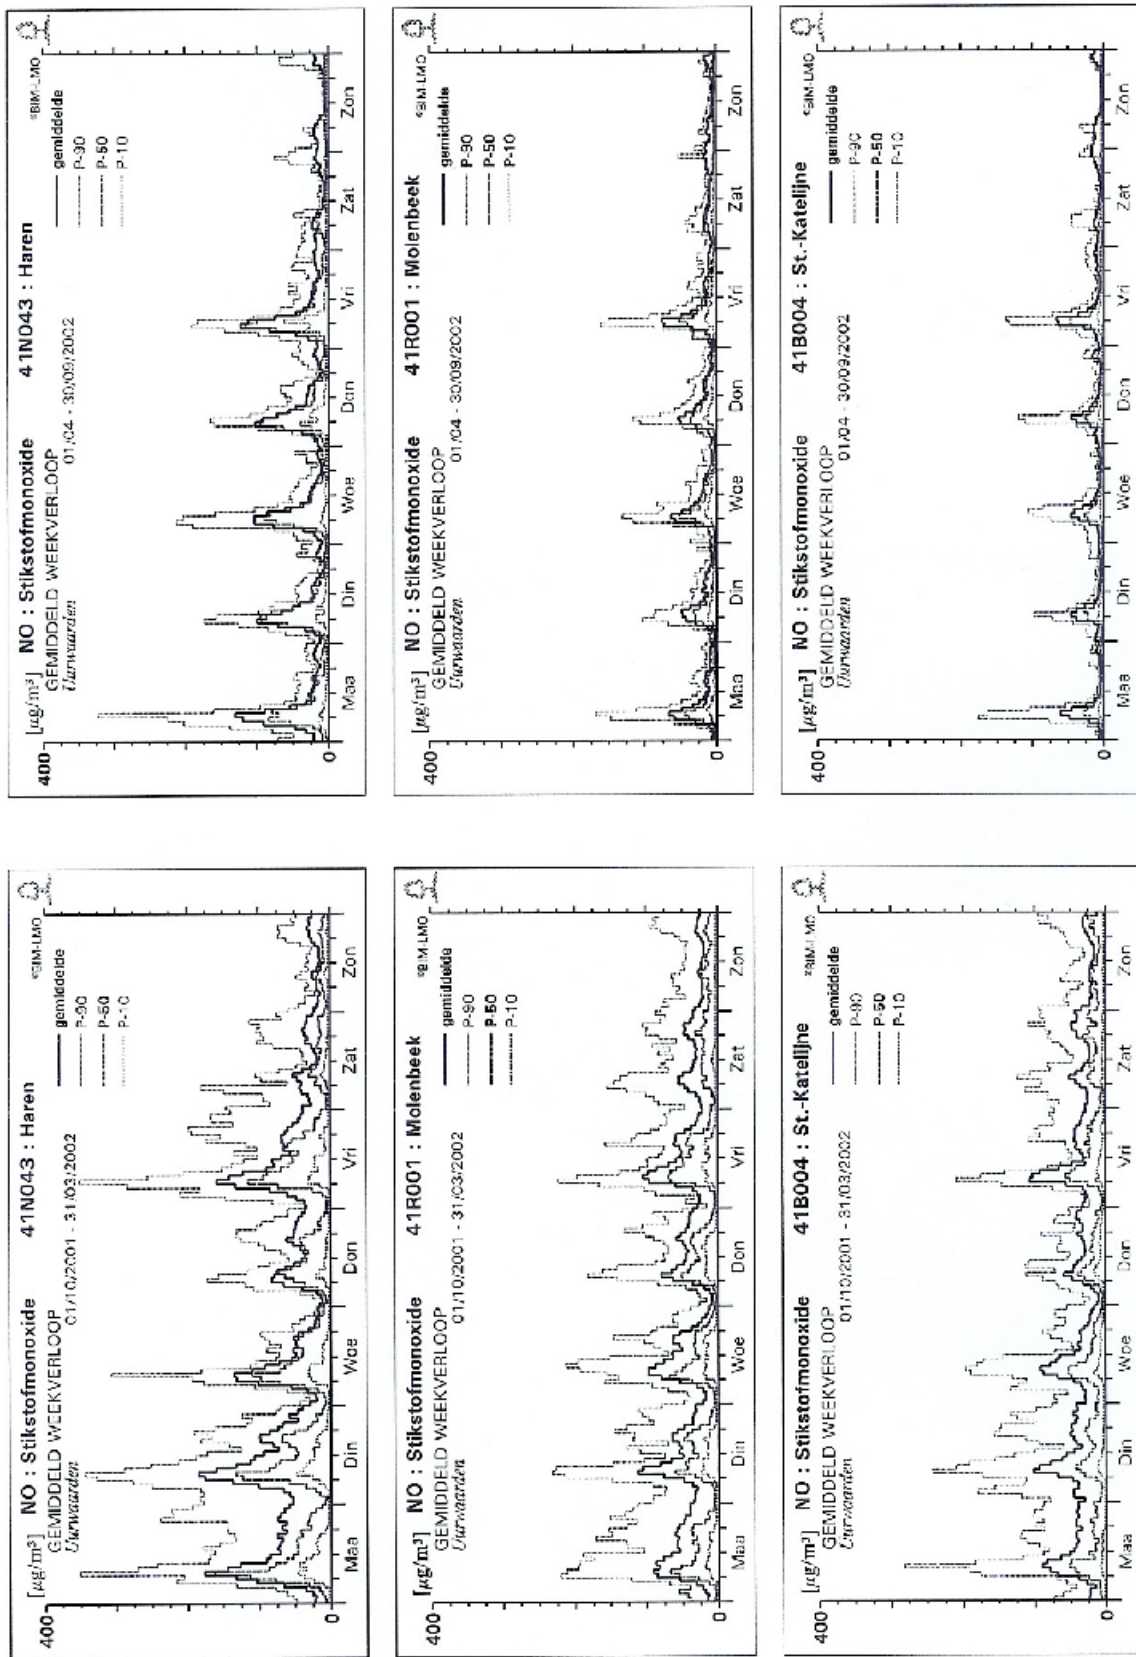 NO : Stikstofmonoxide 41N043 : Haren
[µg/m³] GEMIDDELD WEEKVERLOOP
Uurwaarden 01/10/2001 - 31/03/2002
©BIM-LMO
gemiddelde
P-90
P-50
P-10
400
0
Maa Din Woe Don Vri Zat Zon
NO : Stikstofmonoxide 41N043 : Haren
[µg/m³] GEMIDDELD WEEKVERLOOP
Uurwaarden 01/04 - 30/09/2002
©BIM-LMO
gemiddelde
P-90
P-50
P-10
400
0
Maa Din Woe Don Vri Zat Zon
NO : Stikstofmonoxide 41R001 : Molenbeek
[µg/m³] GEMIDDELD WEEKVERLOOP
Uurwaarden 01/10/2001 - 31/03/2002
©BIM-LMO
gemiddelde
P-90
P-50
P-10
400
0
Maa Din Woe Don Vri Zat Zon
NO : Stikstofmonoxide 41R001 : Molenbeek
[µg/m³] GEMIDDELD WEEKVERLOOP
Uurwaarden 01/04 - 30/09/2002
©BIM-LMO
gemiddelde
P-90
P-50
P-10
400
0
Maa Din Woe Don Vri Zat Zon
NO : Stikstofmonoxide 41B004 : St.-Katelijne
[µg/m³] GEMIDDELD WEEKVERLOOP
Uurwaarden 01/10/2001 - 31/03/2002
©BIM-LMO
gemiddelde
P-90
P-50
P-10
400
0
Maa Din Woe Don Vri Zat Zon
NO : Stikstofmonoxide 41B004 : St.-Katelijne
[µg/m³] GEMIDDELD WEEKVERLOOP
Uurwaarden 01/04 - 30/09/2002
©BIM-LMO
gemiddelde
P-90
P-50
P-10
400
0
Maa Din Woe Don Vri Zat Zon